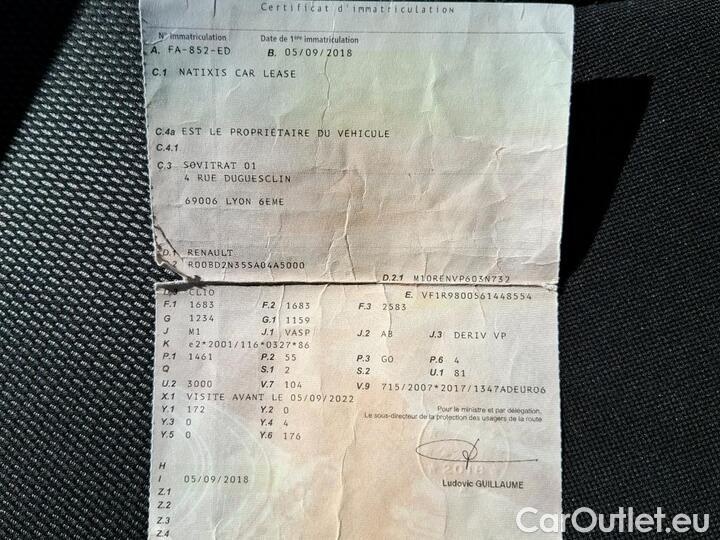 Certificat d'immatriculation
N° immatriculation Date de 1ère immatriculation
A. FA-852-ED B. 05/09/2018
C.1 NATIXIS CAR LEASE
C.4a EST LE PROPRIÉTAIRE DU VÉHICULE
C.4.1
C.3 SOVITRAT 01
4 RUE DUGUESCLIN
69006 LYON 6EME
D.1 RENAULT
R00BD2N35SA04A5000 D.2.1 M10RENVP603N732
CLIO E. VF1R9800561448554
F.1 1683 F.2 1683 F.3 2583
G 1234 G.1 1159
J M1 J.1 VASP J.2 AB J.3 DERIV VP
K e2*2001/116*0327*86
P.1 1461 P.2 55 P.3 GO P.6 4
Q S.1 2 S.2 U.1 81
U.2 3000 V.7 104 V.9 715/2007*2017/1347ADEURO6
X.1 VISITE AVANT LE 05/09/2022
Y.1 172 Y.2 0 Pour le ministre et par délégation,
Y.3 0 Y.4 4 Le sous-directeur de la protection des usagers de la route
Y.5 0 Y.6 176
H
I 05/09/2018
2018
Ludovic GUILLAUME
Z.1
Z.2
Z.3
Z.4
CarOutlet.eu